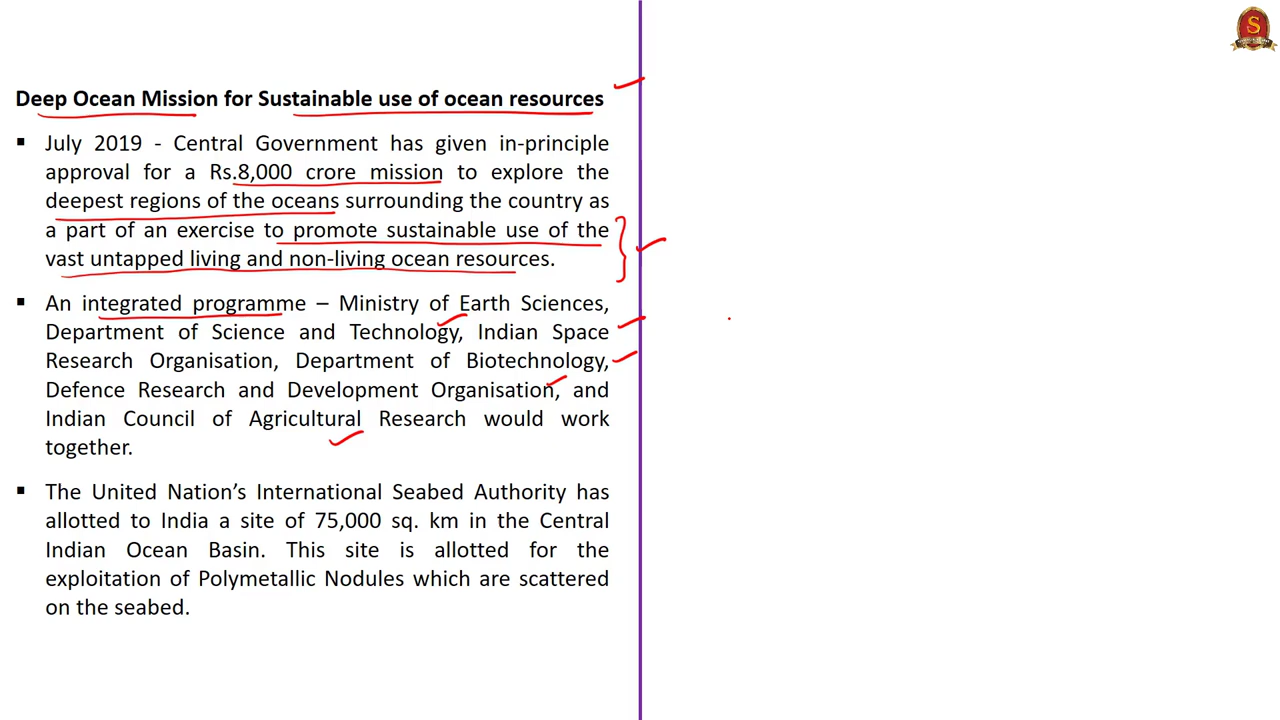 S
Deep Ocean Mission for Sustainable use of ocean resources
▪ July 2019 - Central Government has given in-principle
approval for a Rs.8,000 crore mission to explore the
deepest regions of the oceans surrounding the country as
a part of an exercise to promote sustainable use of the
vast untapped living and non-living ocean resources.
▪ An integrated programme – Ministry of Earth Sciences,
Department of Science and Technology, Indian Space
Research Organisation, Department of Biotechnology,
Defence Research and Development Organisation, and
Indian Council of Agricultural Research would work
together.
▪ The United Nation’s International Seabed Authority has
allotted to India a site of 75,000 sq. km in the Central
Indian Ocean Basin. This site is allotted for the
exploitation of Polymetallic Nodules which are scattered
on the seabed.